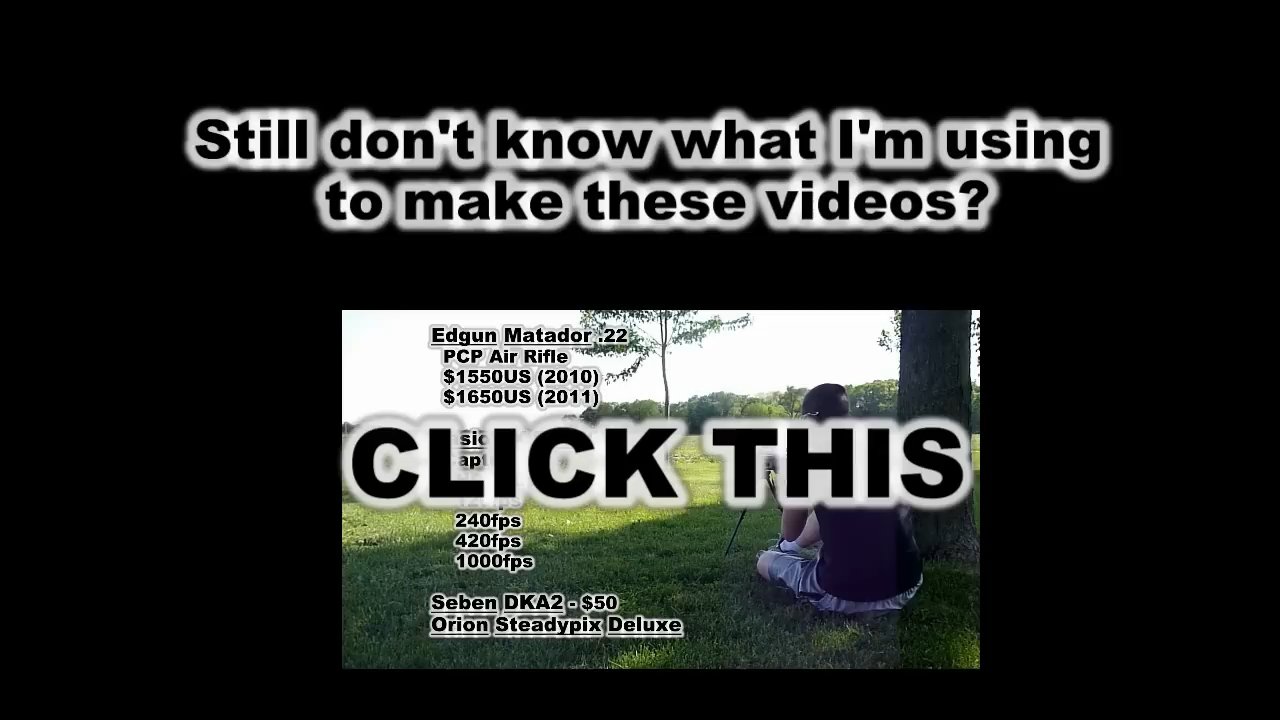 Still don't know what I'm using
to make these videos?
Edgun Matador .22
PCP Air Rifle
$1550US (2010)
$1650US (2011)
CLICK THIS
120fps
240fps
420fps
1000fps
Seben DKA2 - $50
Orion Steadypix Deluxe